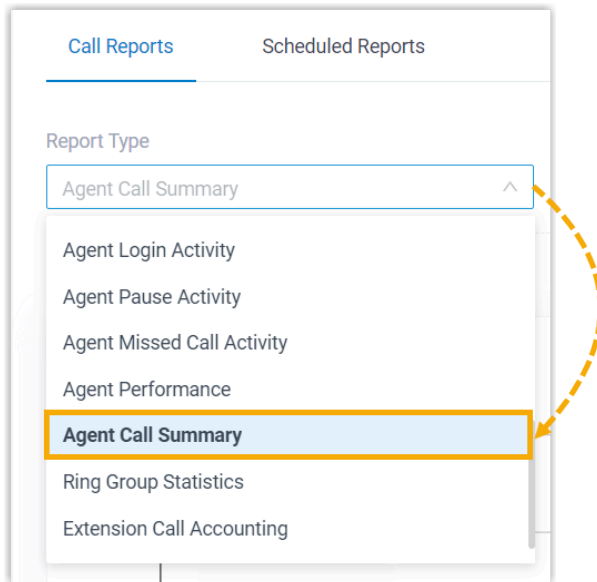 Call Reports Scheduled Reports
Report Type
Agent Call Summary
Agent Login Activity
Agent Pause Activity
Agent Missed Call Activity
Agent Performance
Agent Call Summary
Ring Group Statistics
Extension Call Accounting